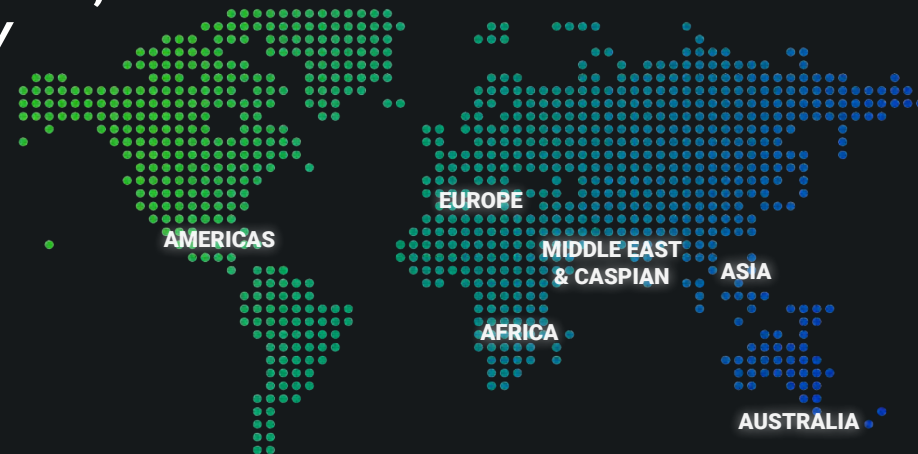 EUROPE
AMERICAS
MIDDLE EAST
& CASPIAN
ASIA
AFRICA
AUSTRALIA